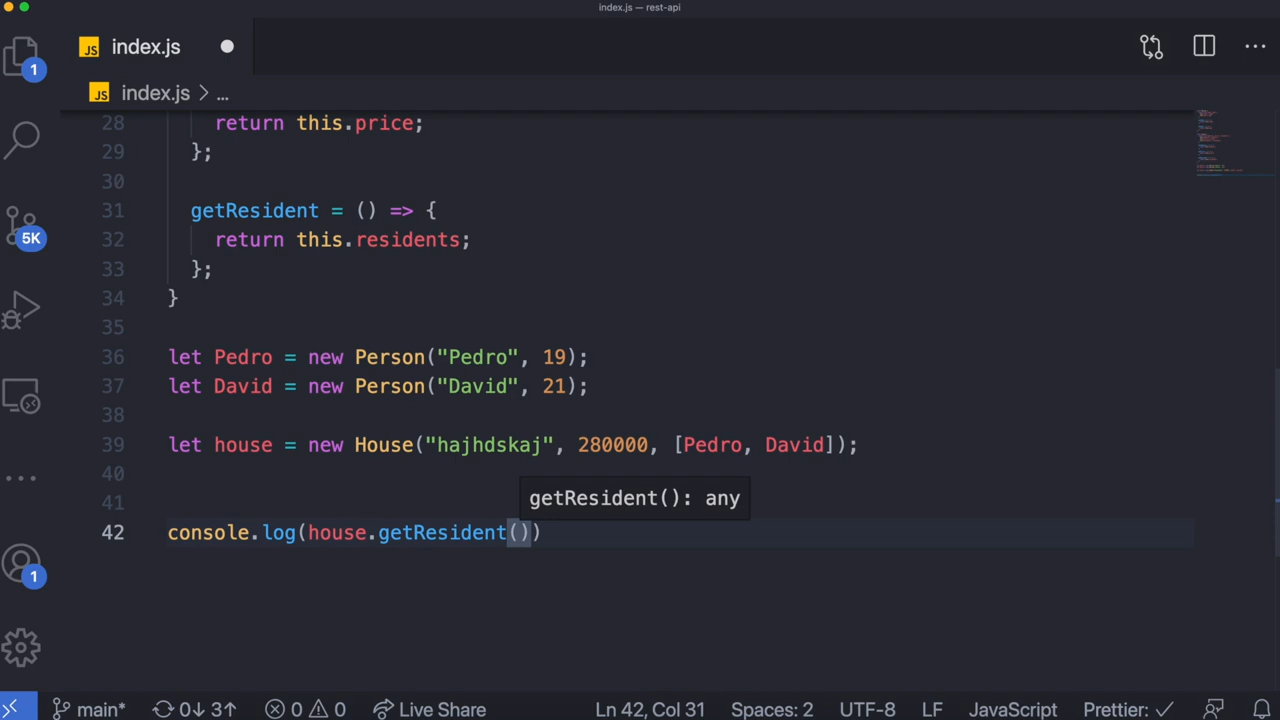 index.js — rest-api
JS index.js
JS index.js > ...
28 return this.price;
29 };
30
31 getResident = () => {
32 return this.residents;
33 };
34 }
35
36 let Pedro = new Person("Pedro", 19);
37 let David = new Person("David", 21);
38
39 let house = new House("hajhdskaj", 280000, [Pedro, David]);
40
41
getResident(): any
42 console.log(house.getResident())
1
5K
1
main* 0↓ 3↑ 0 0 Live Share Ln 42, Col 31 Spaces: 2 UTF-8 LF JavaScript Prettier: ✓